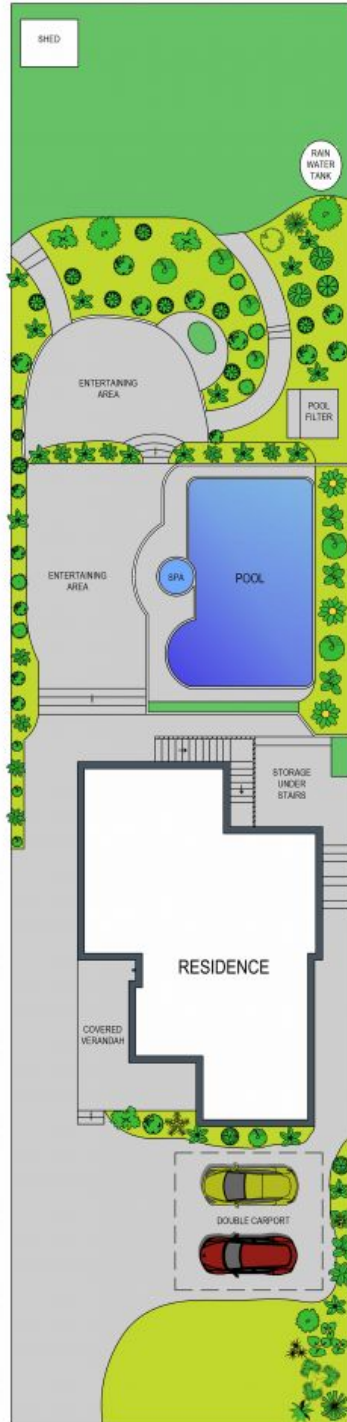 SHED
RAIN
WATER
TANK
ENTERTAINING
AREA
POOL
FILTER
ENTERTAINING
AREA
SPA
POOL
STORAGE
UNDER
STAIRS
RESIDENCE
COVERED
VERANDAH
DOUBLE CARPORT